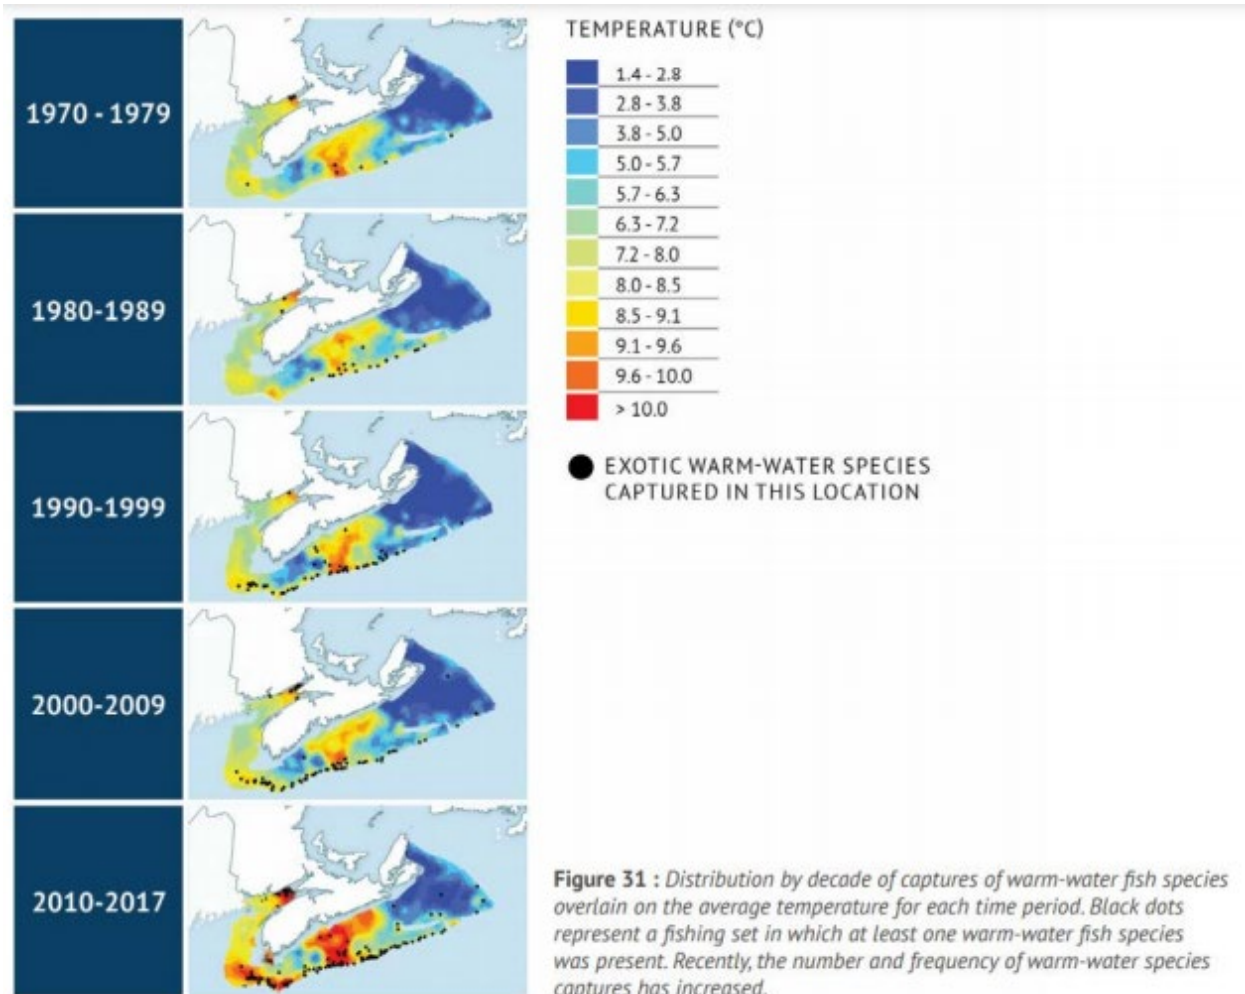 TEMPERATURE (°C)
1970 - 1979
1.4 - 2.8
2.8 - 3.8
3.8 - 5.0
5.0 - 5.7
5.7 - 6.3
6.3 - 7.2
7.2 - 8.0
8.0 - 8.5
8.5 - 9.1
9.1 - 9.6
9.6 - 10.0
> 10.0
1980-1989
EXOTIC WARM-WATER SPECIES
CAPTURED IN THIS LOCATION
1990-1999
2000-2009
2010-2017
Figure 31 : Distribution by decade of captures of warm-water fish species
overlain on the average temperature for each time period. Black dots
represent a fishing set in which at least one warm-water fish species
was present. Recently, the number and frequency of warm-water species
captures has increased.